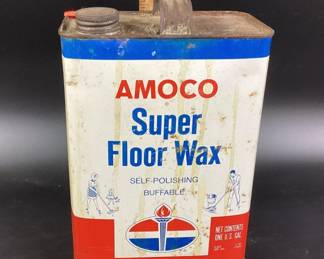 AMOCO
Super
Floor Wax
SELF-POLISHING
BUFFABLE
NET CONTENTS
ONE U.S. GAL.